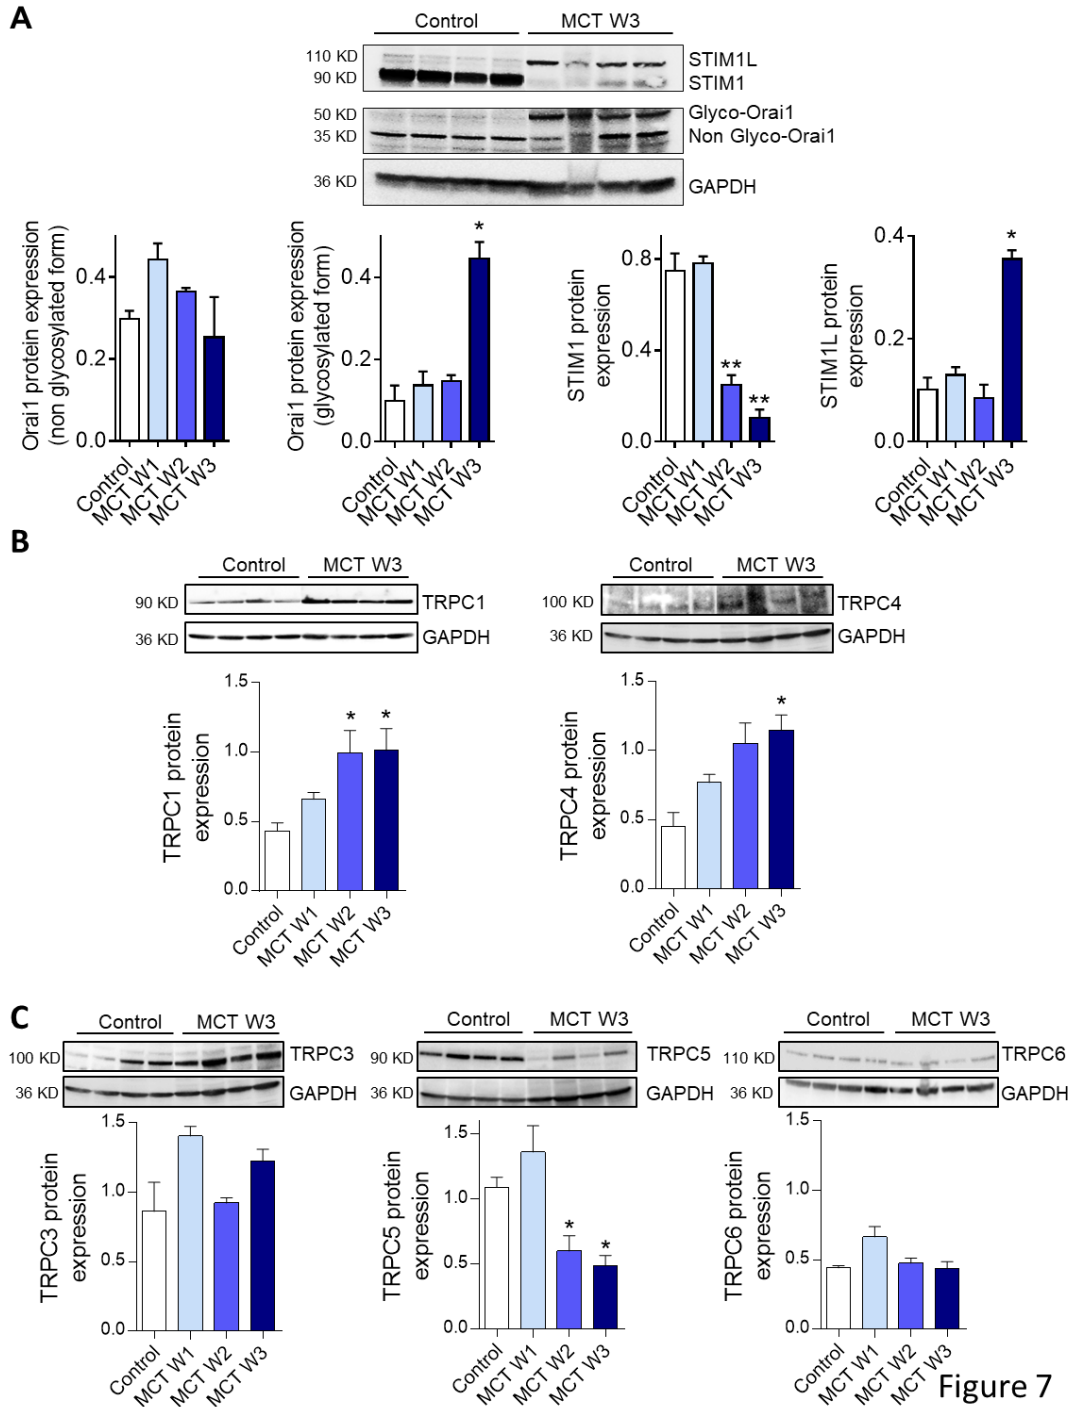 A
Control MCT W3
110 KD STIM1L
90 KD STIM1
50 KD Glyco-Orai1
35 KD Non Glyco-Orai1
36 KD GAPDH
Orai1 protein expression
(non glycosylated form)
0.4
0.2
0.0
Control
MCT W1
MCT W2
MCT W3
Orai1 protein expression
(glycosylated form)
0.4
0.2
0.0
*
Control
MCT W1
MCT W2
MCT W3
STIM1 protein
expression
0.8
0.4
0.0
**
**
Control
MCT W1
MCT W2
MCT W3
STIM1L protein
expression
0.4
0.2
0.0
*
Control
MCT W1
MCT W2
MCT W3
B
Control MCT W3
90 KD TRPC1
36 KD GAPDH
TRPC1 protein
expression
1.5
1.0
0.5
0.0
* *
Control
MCT W1
MCT W2
MCT W3
Control MCT W3
100 KD TRPC4
36 KD GAPDH
TRPC4 protein
expression
1.5
1.0
0.5
0.0
*
Control
MCT W1
MCT W2
MCT W3
C
Control MCT W3
100 KD TRPC3
36 KD GAPDH
TRPC3 protein
expression
1.5
1.0
0.5
0.0
Control
MCT W1
MCT W2
MCT W3
Control MCT W3
90 KD TRPC5
36 KD GAPDH
TRPC5 protein
expression
1.5
1.0
0.5
0.0
*
*
Control
MCT W1
MCT W2
MCT W3
Control MCT W3
110 KD TRPC6
36 KD GAPDH
TRPC6 protein
expression
1.5
1.0
0.5
0.0
Control
MCT W1
MCT W2
MCT W3
Figure 7